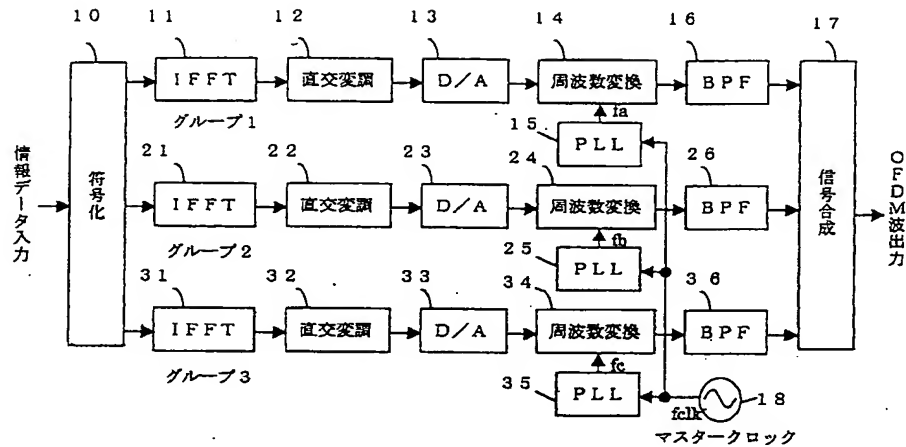 10 11 12 13 14 16 17
IFFT 直交変調 D/A 周波数変換 BPF
グループ1
fa
15
PLL
21 22 23 24 26
情報データ入力
符号化
IFFT 直交変調 D/A 周波数変換 BPF
信号合成
OFDM波出力
グループ2
fb
25
PLL
31 32 33 34 36
IFFT 直交変調 D/A 周波数変換 BPF
グループ3
fc
35
PLL
fclk
18
マスタークロック